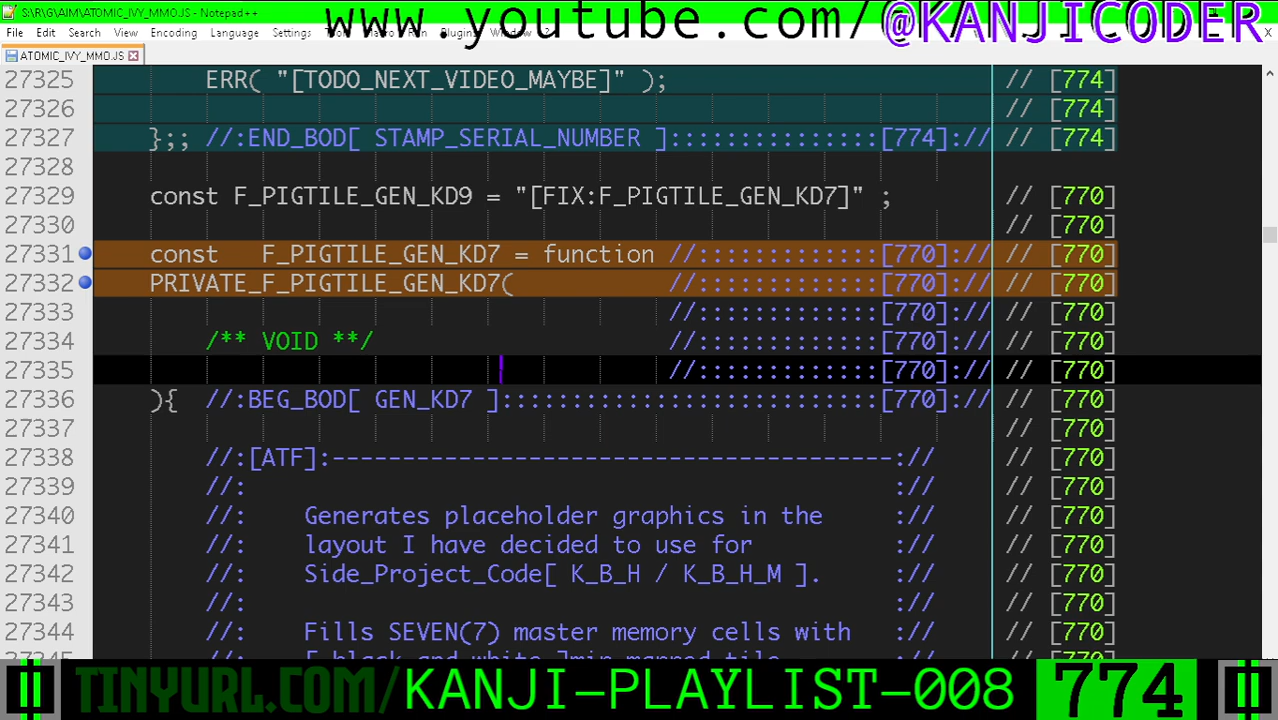 S:\R\G\AIM\ATOMIC_IVY_MMO.JS - Notepad++
www.youtube.com/@KANJICODER
File Edit Search View Encoding Language Settings Run Plugins
ATOMIC_IVY_MMO.JS
27325 ERR( "[TODO_NEXT_VIDEO_MAYBE]" ); // [774]
27326 // [774]
27327 };; //:END_BOD[ STAMP_SERIAL_NUMBER ]:::::::::::::::[774]:// // [774]
27328
27329 const F_PIGTILE_GEN_KD9 = "[FIX:F_PIGTILE_GEN_KD7]" ; // [770]
27330 // [770]
27331 const F_PIGTILE_GEN_KD7 = function //:::::::::::::[770]:// // [770]
27332 PRIVATE_F_PIGTILE_GEN_KD7( //:::::::::::::[770]:// // [770]
27333 //:::::::::::::[770]:// // [770]
27334 /** VOID **/ //:::::::::::::[770]:// // [770]
27335 //:::::::::::::[770]:// // [770]
27336 ){ //:BEG_BOD[ GEN_KD7 ]:::::::::::::::::::::::::::[770]:// // [770]
27337 // [770]
27338 //:[ATF]:----------------------------------------:// // [770]
27339 //: :// // [770]
27340 //: Generates placeholder graphics in the :// // [770]
27341 //: layout I have decided to use for :// // [770]
27342 //: Side_Project_Code[ K_B_H / K_B_H_M ]. :// // [770]
27343 //: :// // [770]
27344 //: Fills SEVEN(7) master memory cells with :// // [770]
TINYURL.COM/KANJI-PLAYLIST-008 774